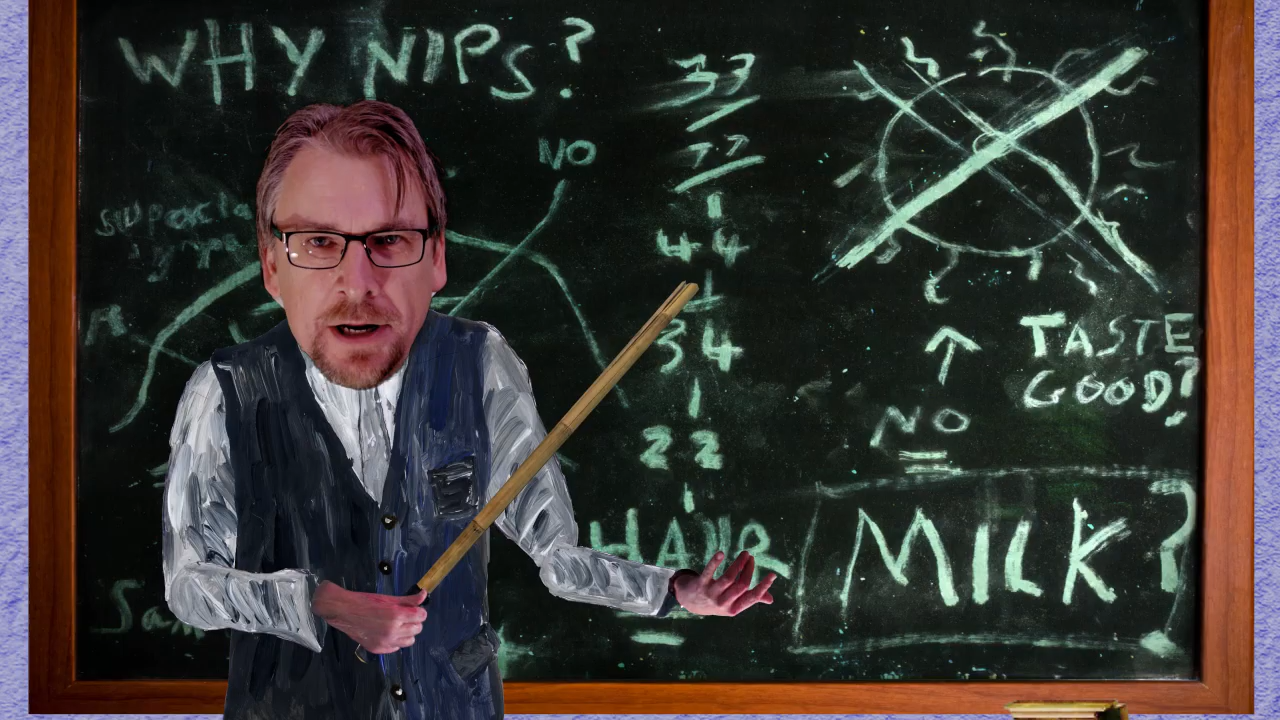 WHY NIPS?
NO
33
77
1
44
1
34
1
22
1
HAIR
NO
TASTE
GOOD?
MILK?